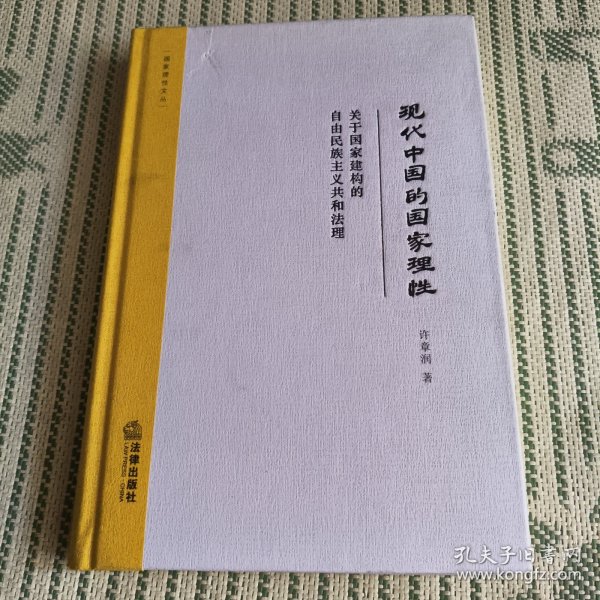 现代中国的国家理性
关于国家建构的
自由民族主义共和法理
许章润 著
国家理性文丛
法律出版社
LAW PRESS·CHINA
孔夫子旧书网
www.kongfz.com